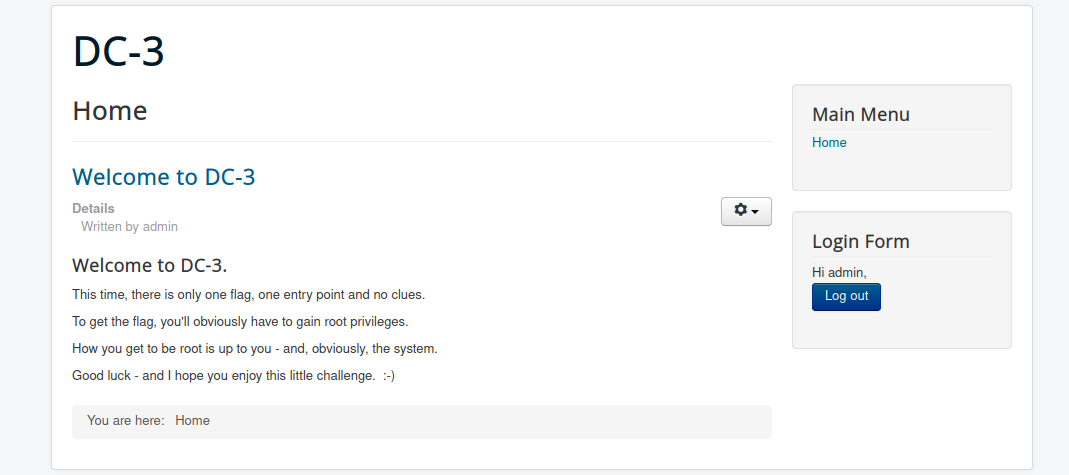 DC-3
Home
Welcome to DC-3
Details
Written by admin
Welcome to DC-3.
This time, there is only one flag, one entry point and no clues.
To get the flag, you'll obviously have to gain root privileges.
How you get to be root is up to you - and, obviously, the system.
Good luck - and I hope you enjoy this little challenge.  :-)
You are here:   Home
Main Menu
Home
Login Form
Hi admin,
Log out